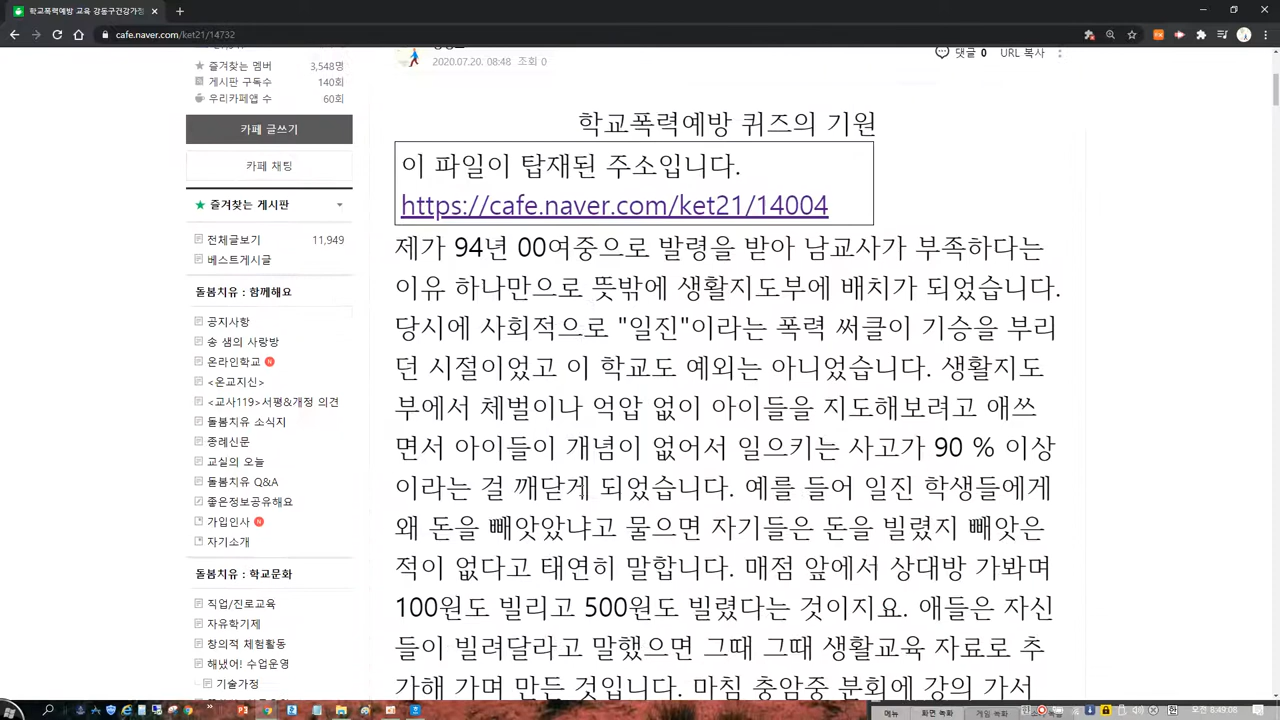 학교폭력예방 교육 강동구건강가정
cafe.naver.com/ket21/14732
즐겨찾는 멤버 3,548명
게시판 구독수 140회
우리카페앱 수 60회
카페 글쓰기
카페 채팅
즐겨찾는 게시판
전체글보기 11,949
베스트게시글
돌봄치유 : 함께해요
공지사항
송 샘의 사랑방
온라인학교 N
<온교지신>
<교사119>서평&개정 의견
돌봄치유 소식지
종례신문
교실의 오늘
돌봄치유 Q&A
좋은정보공유해요
가입인사 N
자기소개
돌봄치유 : 학교문화
직업/진로교육
자유학기제
창의적 체험활동
해냈어! 수업운영
기술가정
2020.07.20. 08:48 조회 0
댓글 0 URL 복사
학교폭력예방 퀴즈의 기원
이 파일이 탑재된 주소입니다.
https://cafe.naver.com/ket21/14004
제가 94년 00여중으로 발령을 받아 남교사가 부족하다는
이유 하나만으로 뜻밖에 생활지도부에 배치가 되었습니다.
당시에 사회적으로 "일진"이라는 폭력 써클이 기승을 부리
던 시절이었고 이 학교도 예외는 아니었습니다. 생활지도
부에서 체벌이나 억압 없이 아이들을 지도해보려고 애쓰
면서 아이들이 개념이 없어서 일으키는 사고가 90 % 이상
이라는 걸 깨닫게 되었습니다. 예를 들어 일진 학생들에게
왜 돈을 빼앗았냐고 물으면 자기들은 돈을 빌렸지 빼앗은
적이 없다고 태연히 말합니다. 매점 앞에서 상대방 가봐며
100원도 빌리고 500원도 빌렸다는 것이지요. 애들은 자신
들이 빌려달라고 말했으면 그때 그때 생활교육 자료로 추
가해 가며 만든 것입니다. 마침 충암중 분회에 강의 가서
메뉴 화면 녹화 게임 녹화
오전 8:49:06